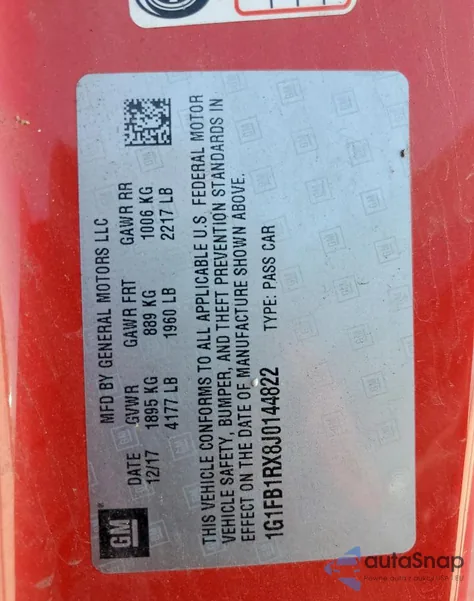 MFD BY GENERAL MOTORS LLC
DATE GVWR GAWR FRT GAWR RR
12/17 1895 KG 889 KG 1006 KG
4177 LB 1960 LB 2217 LB
THIS VEHICLE CONFORMS TO ALL APPLICABLE U.S. FEDERAL MOTOR
VEHICLE SAFETY, BUMPER, AND THEFT PREVENTION STANDARDS IN
EFFECT ON THE DATE OF MANUFACTURE SHOWN ABOVE.
1G1FB1RX8J0144822 TYPE: PASS CAR
GM
autaSnap